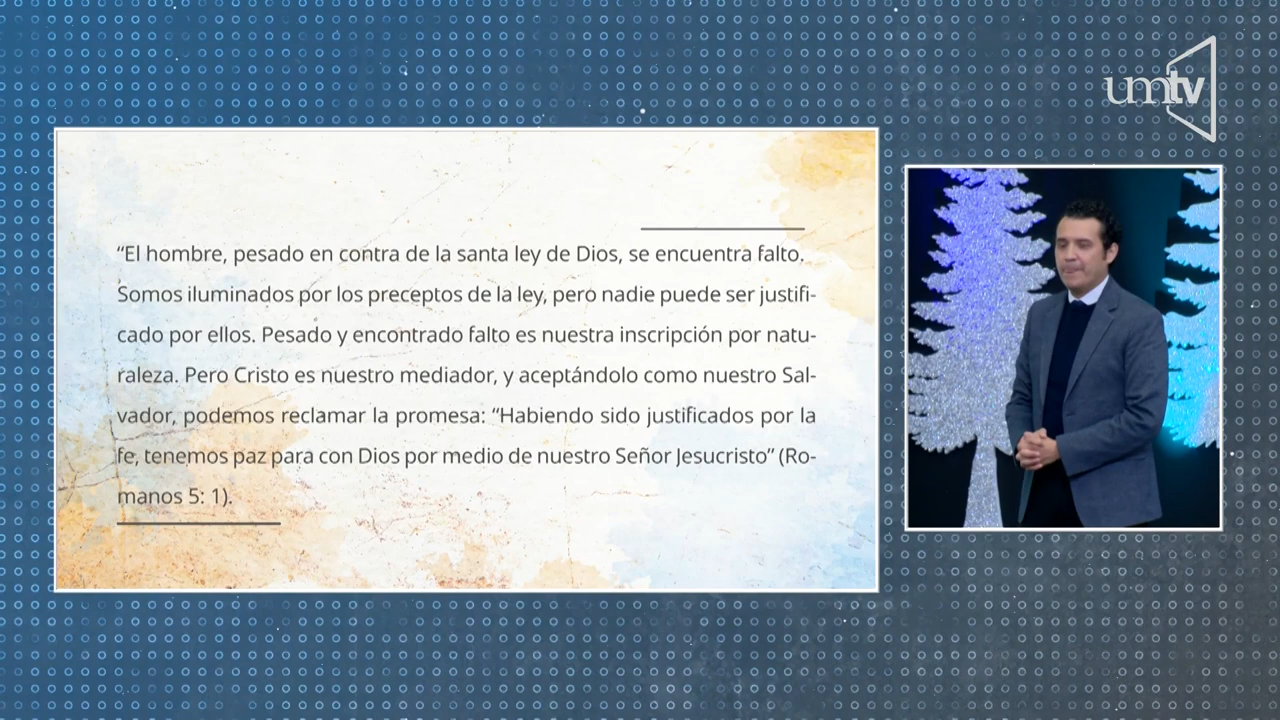 umtv
“El hombre, pesado en contra de la santa ley de Dios, se encuentra falto.
Somos iluminados por los preceptos de la ley, pero nadie puede ser justifi-
cado por ellos. Pesado y encontrado falto es nuestra inscripción por natu-
raleza. Pero Cristo es nuestro mediador, y aceptándolo como nuestro Sal-
vador, podemos reclamar la promesa: “Habiendo sido justificados por la
fe, tenemos paz para con Dios por medio de nuestro Señor Jesucristo” (Ro-
manos 5: 1).